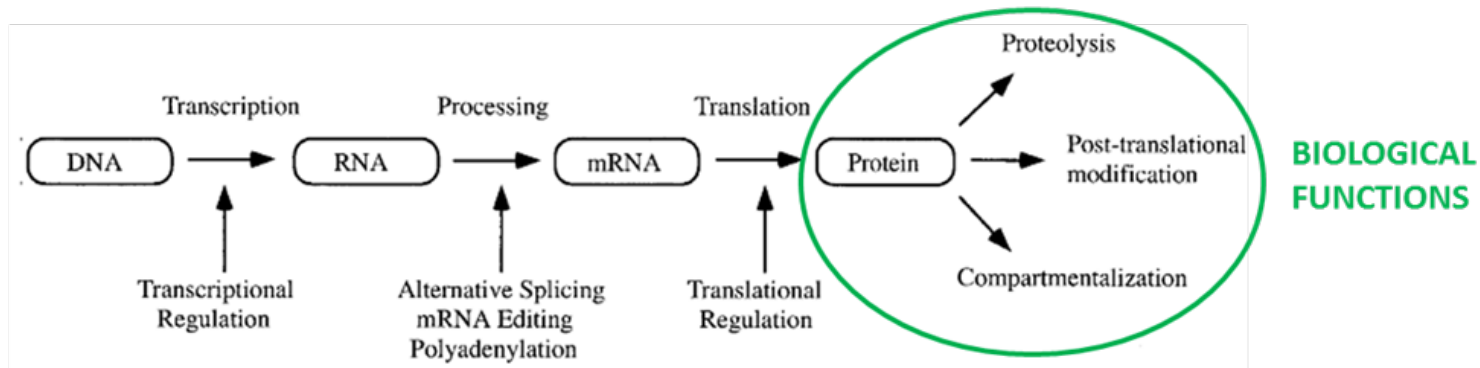 Proteolysis
Transcription
Processing
Translation
DNA
RNA
mRNA
Protein
Post-translational
modification
BIOLOGICAL
FUNCTIONS
Compartmentalization
Transcriptional
Regulation
Alternative Splicing
mRNA Editing
Polyadenylation
Translational
Regulation